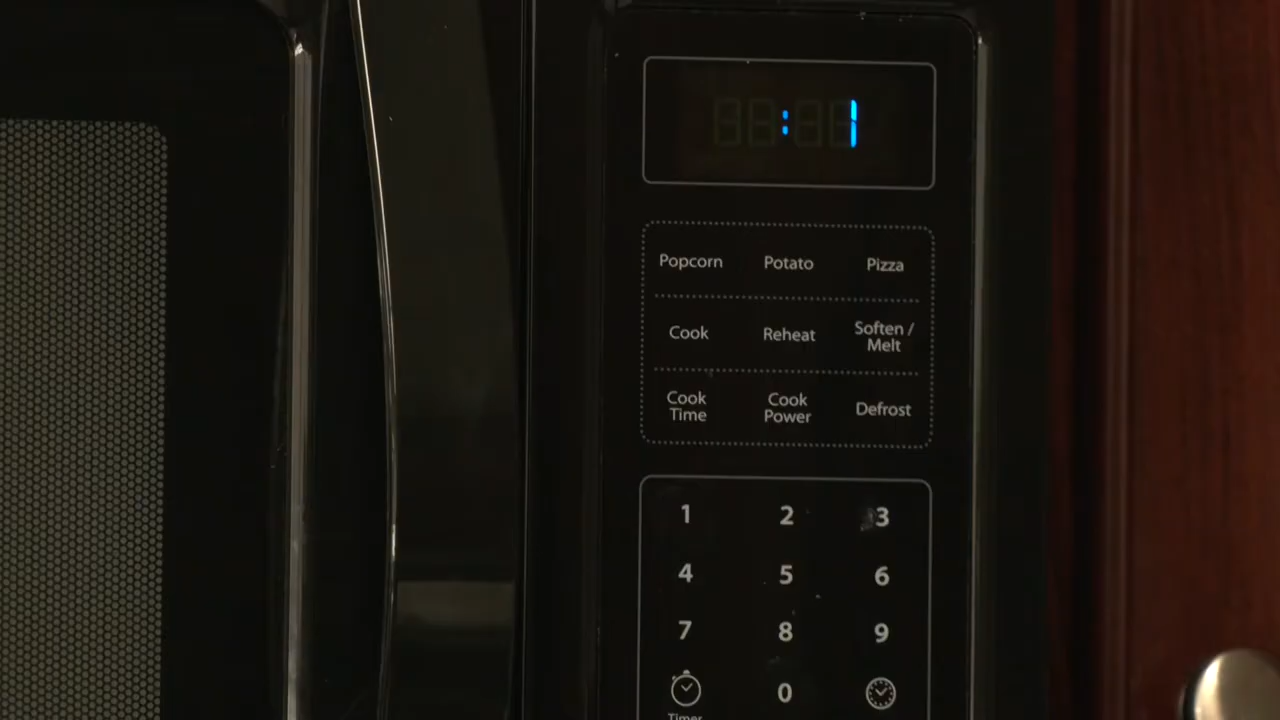 : 1
Popcorn Potato Pizza
Cook Reheat Soften / Melt
Cook Time Cook Power Defrost
1 2 3
4 5 6
7 8 9
0
Timer